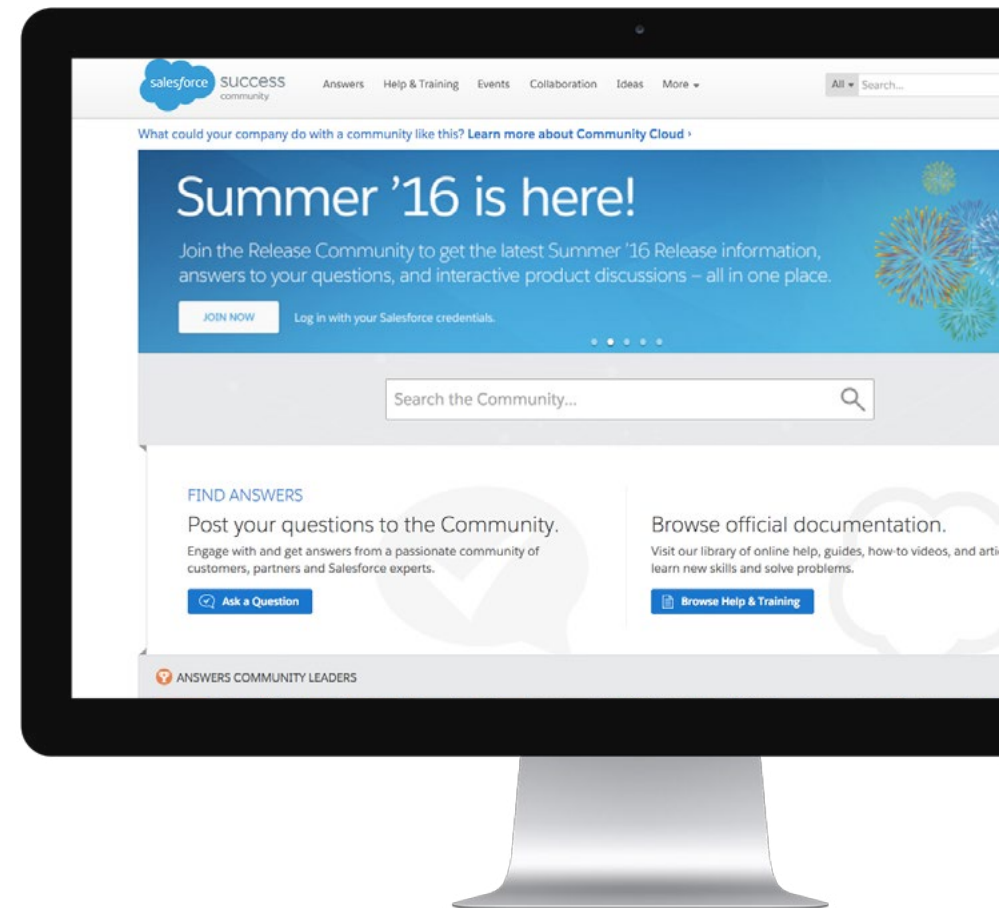 salesforce success community
Answers Help & Training Events Collaboration Ideas More
All Search...
What could your company do with a community like this? Learn more about Community Cloud ›
Summer ’16 is here!
Join the Release Community to get the latest Summer ’16 Release information,
answers to your questions, and interactive product discussions – all in one place.
JOIN NOW Log in with your Salesforce credentials.
Search the Community...
FIND ANSWERS
Post your questions to the Community.
Engage with and get answers from a passionate community of
customers, partners and Salesforce experts.
Ask a Question
Browse official documentation.
Visit our library of online help, guides, how-to videos, and
learn new skills and solve problems.
Browse Help & Training
ANSWERS COMMUNITY LEADERS